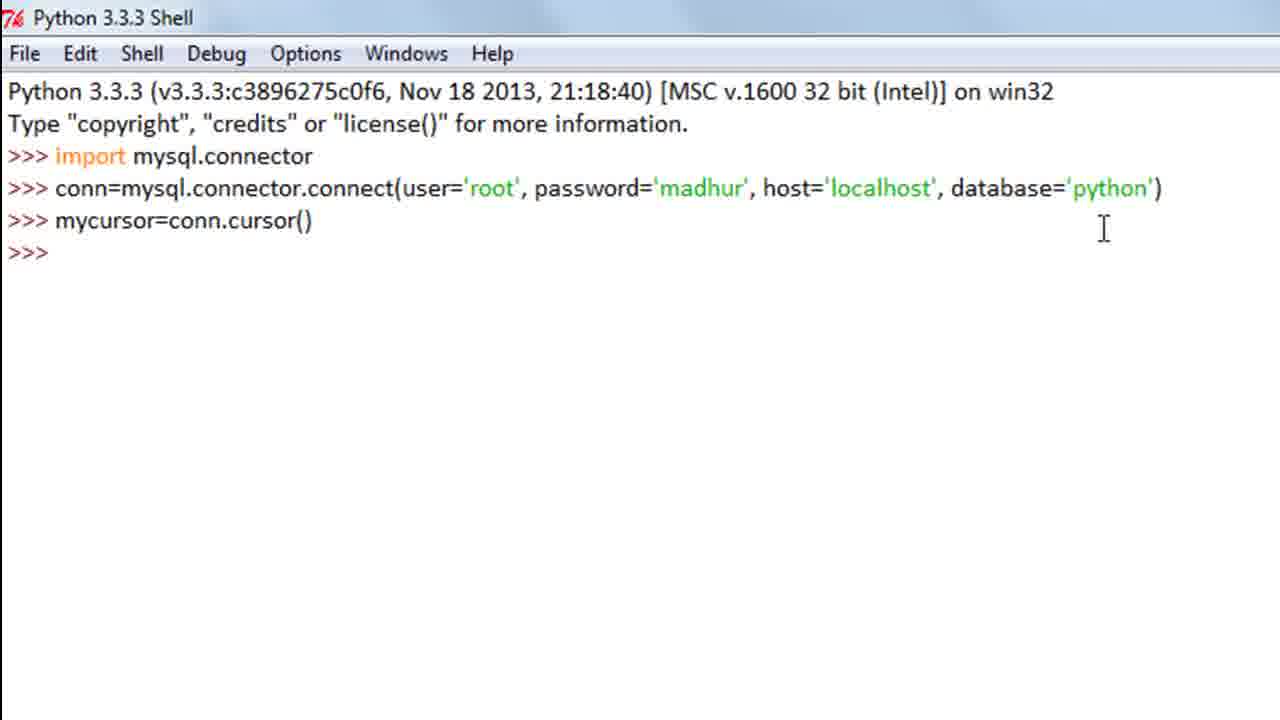 Python 3.3.3 Shell
File Edit Shell Debug Options Windows Help
Python 3.3.3 (v3.3.3:c3896275c0f6, Nov 18 2013, 21:18:40) [MSC v.1600 32 bit (Intel)] on win32
Type "copyright", "credits" or "license()" for more information.
>>> import mysql.connector
>>> conn=mysql.connector.connect(user='root', password='madhur', host='localhost', database='python')
>>> mycursor=conn.cursor()
>>>